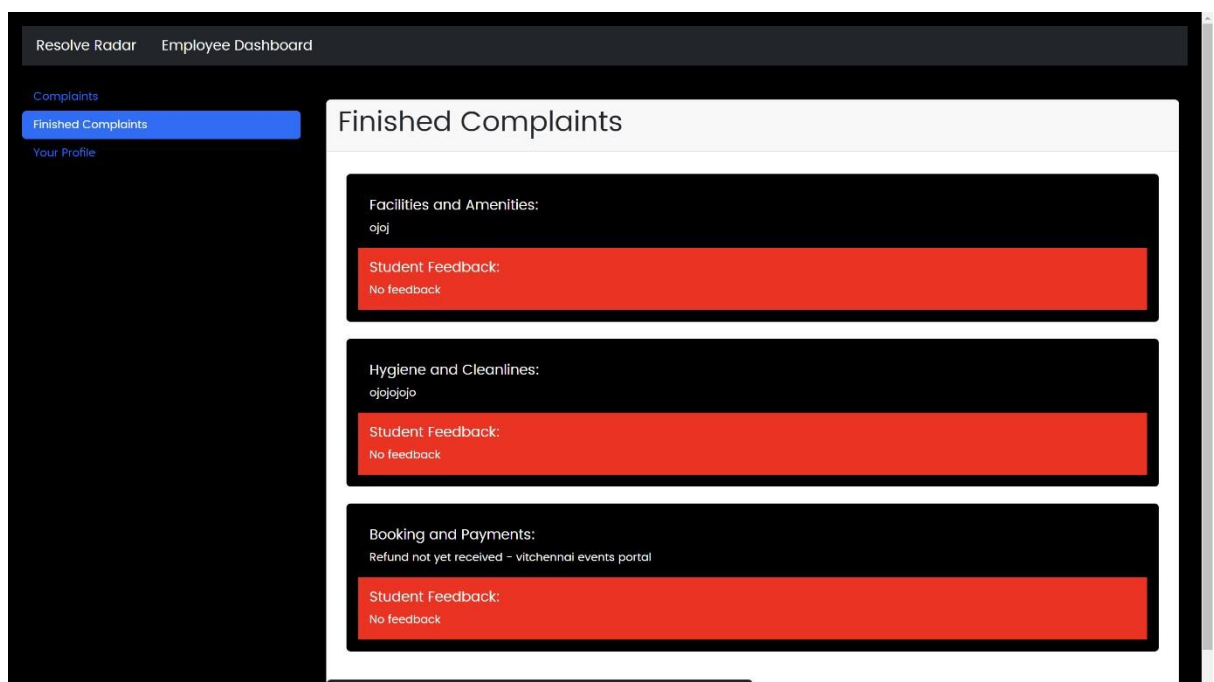 Resolve Radar Employee Dashboard
Complaints
Finished Complaints
Your Profile
Finished Complaints
Facilities and Amenities:
ojoj
Student Feedback:
No feedback
Hygiene and Cleanlines:
ojojojojo
Student Feedback:
No feedback
Booking and Payments:
Refund not yet received - vitchennai events portal
Student Feedback:
No feedback